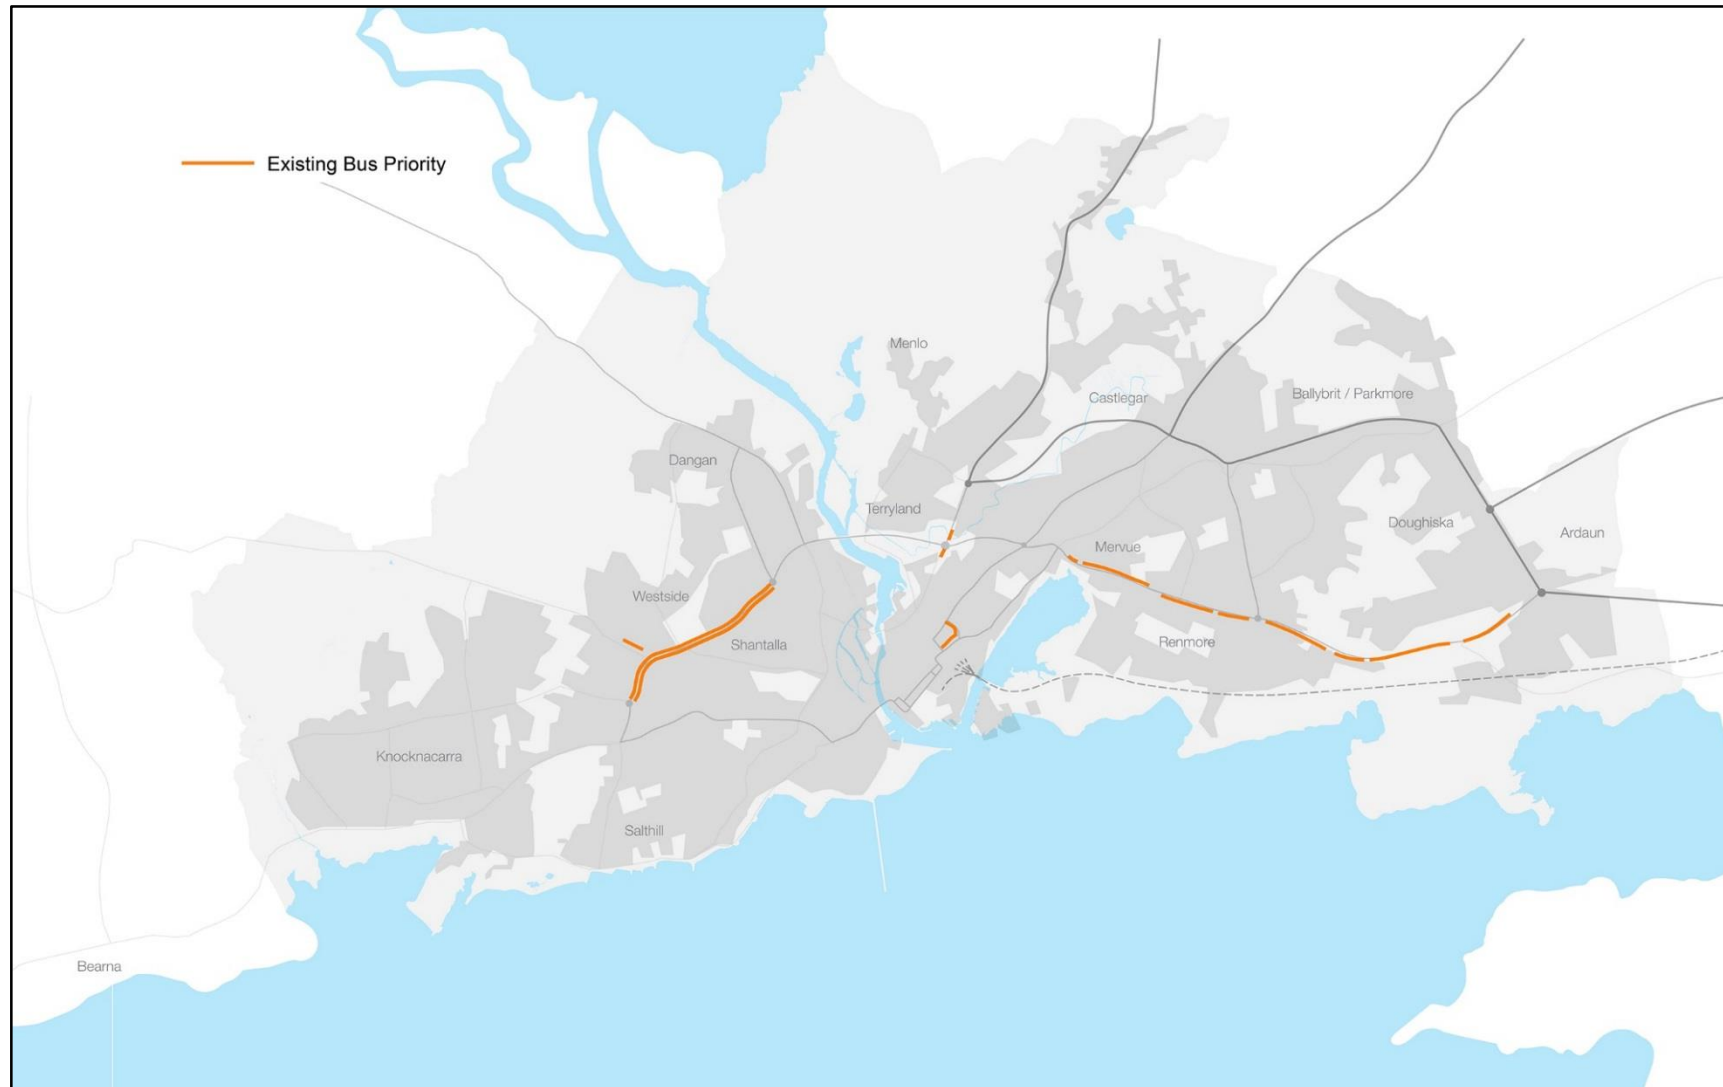 Existing Bus Priority
Menlo
Castlegar
Ballybrit / Parkmore
Dangan
Terryland
Doughiska
Ardaun
Mervue
Westside
Shantalla
Renmore
Knocknacarra
Salthill
Bearna